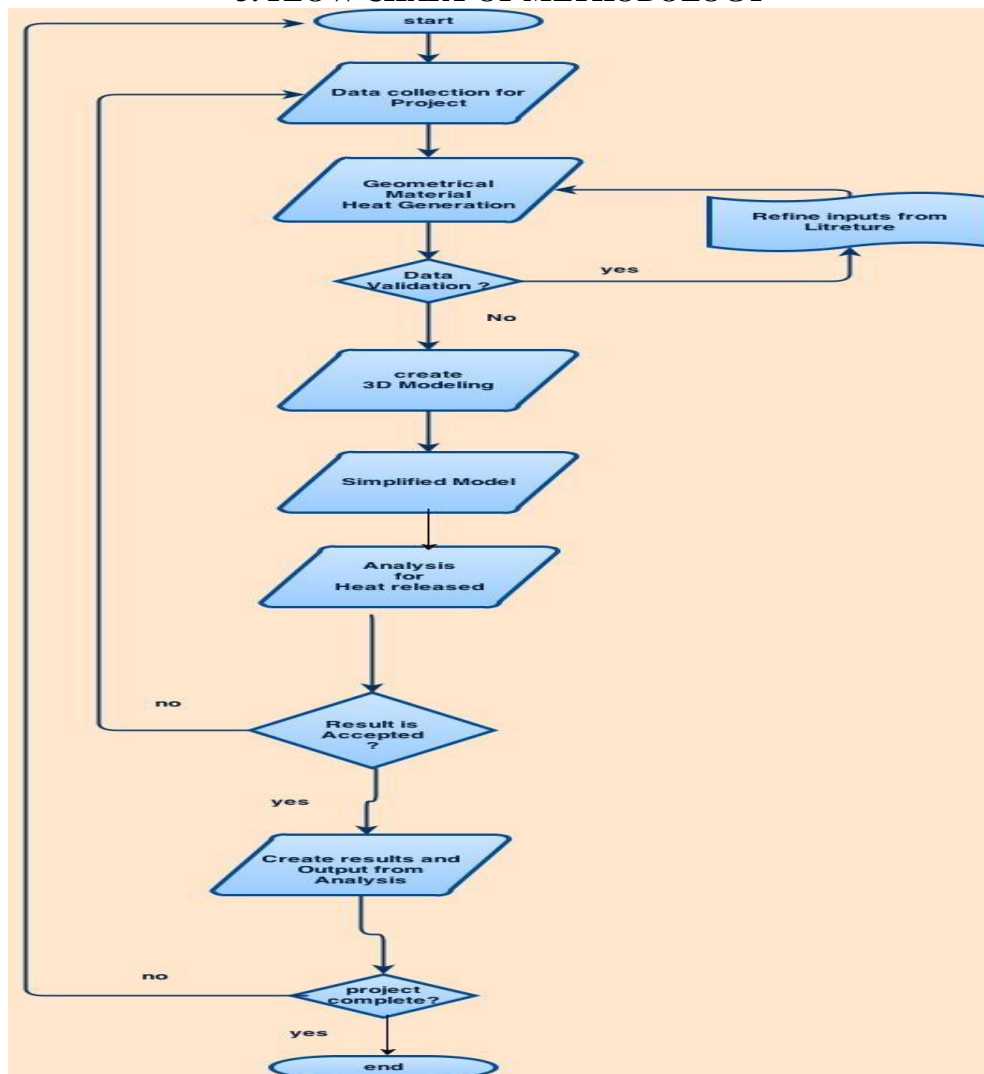 start
Data collection for
Project
Geometrical
Material
Heat Generation
Refine inputs from
Litreture
Data
Validation ?
yes
No
create
3D Modeling
Simplified Model
Analysis
for
Heat released
no
Result is
Accepted
?
yes
Create results and
Output from
Analysis
no
project
complete?
yes
end